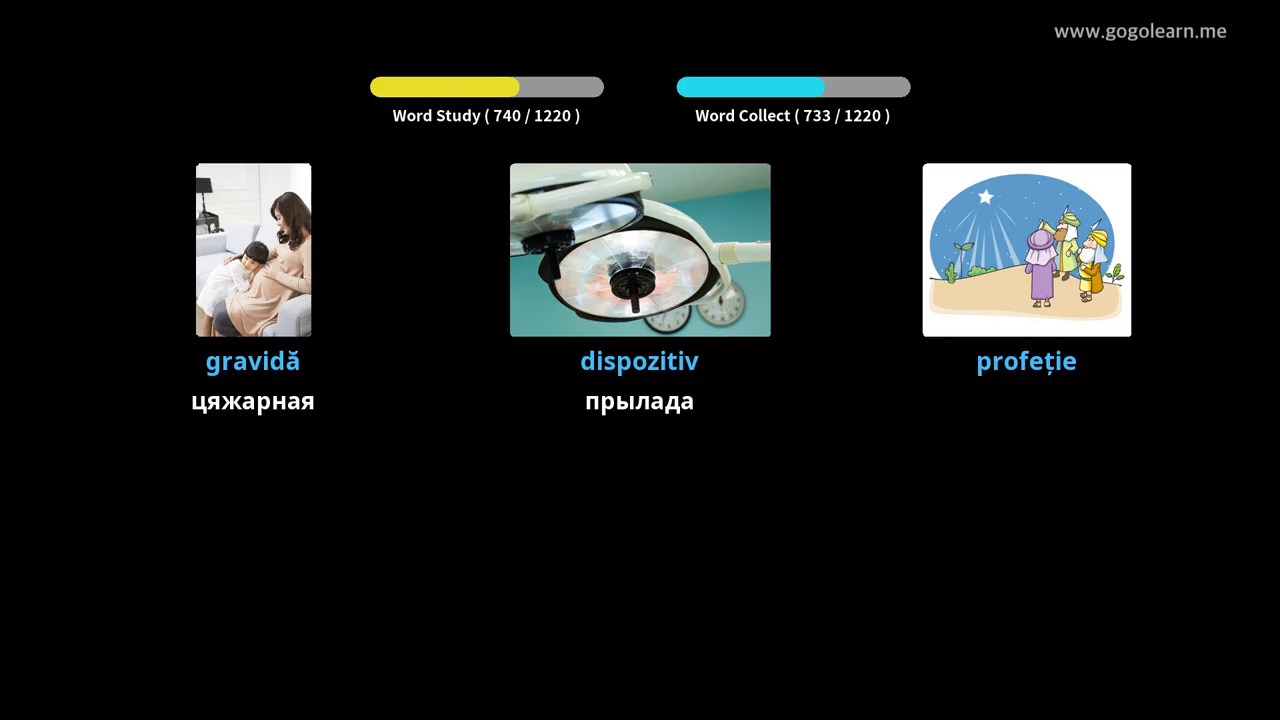 www.gogolearn.me
Word Study ( 740 / 1220 )
Word Collect ( 733 / 1220 )
gravidă
dispozitiv
profeție
цяжарная
прылада